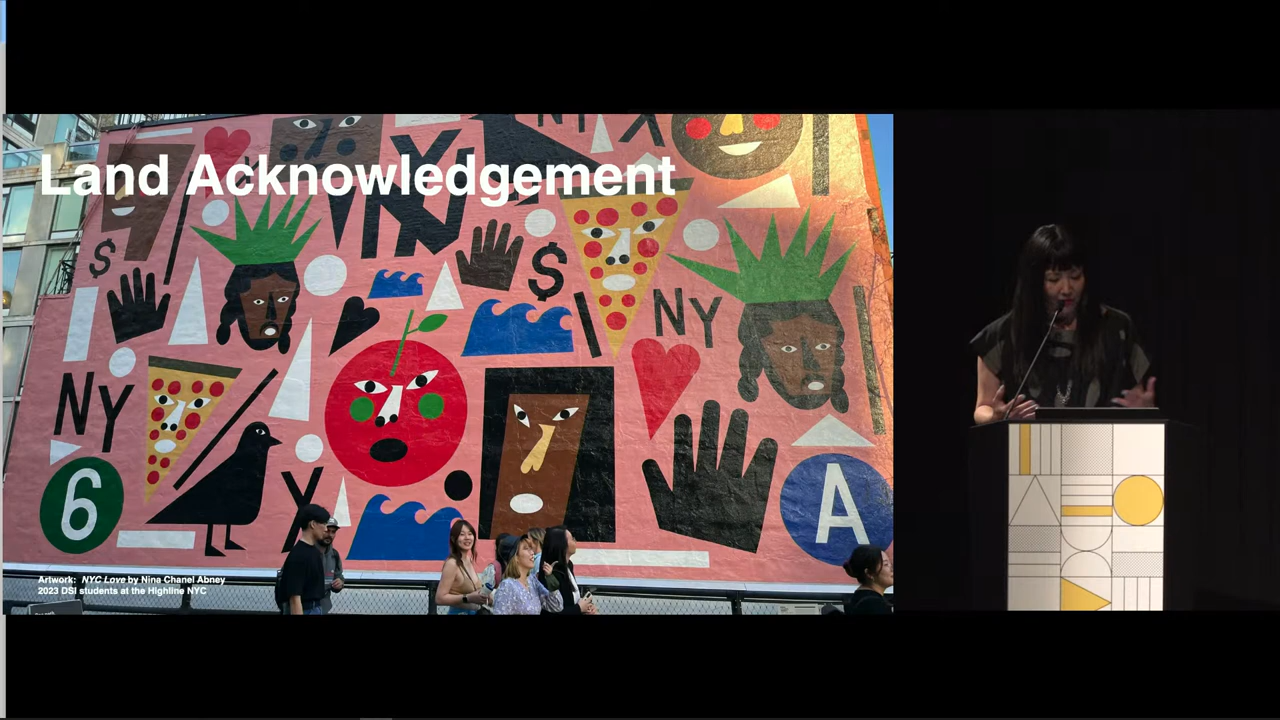 Land Acknowledgement
NY
X
NY
$
$
NY
NY
6
X
A
Artwork: NYC Love by Nina Chanel Abney
2023 DSI students at the Highline NYC